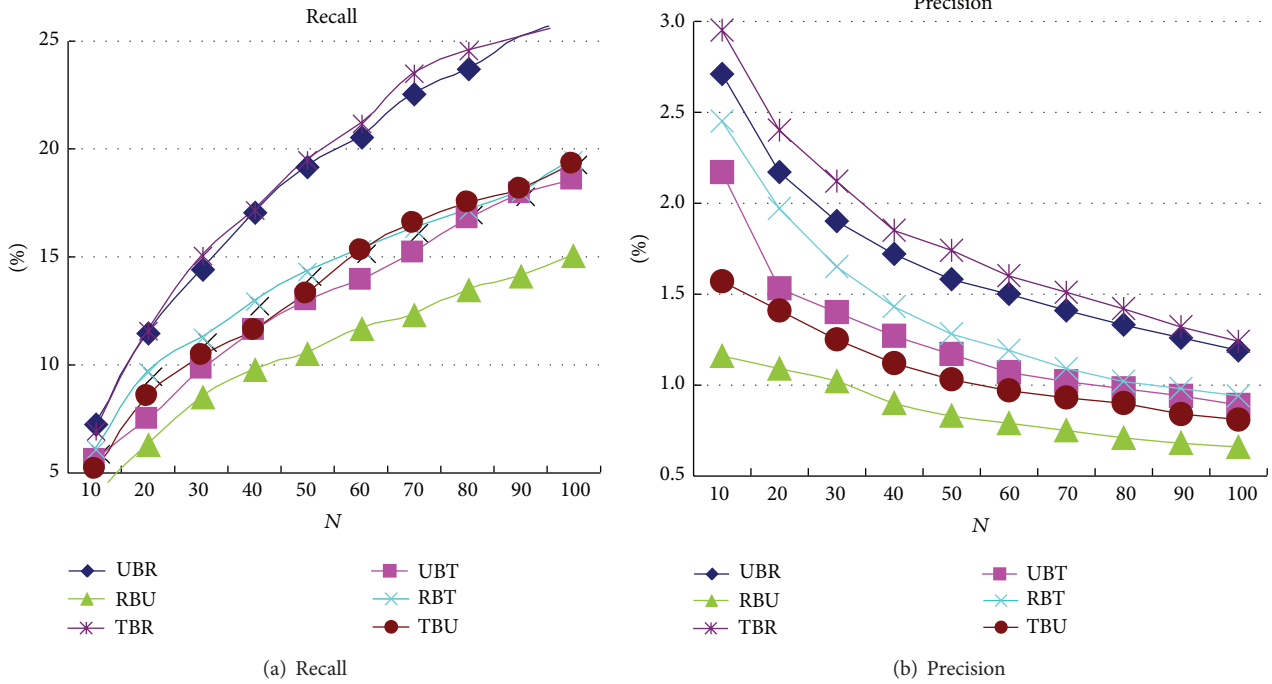 Recall
25
20
15
10
5
(%)
10 20 30 40 50 60 70 80 90 100
N
UBR
RBU
TBR
UBT
RBT
TBU
(a) Recall
Precision
3.0
2.5
2.0
1.5
1.0
0.5
(%)
10 20 30 40 50 60 70 80 90 100
N
UBR
RBU
TBR
UBT
RBT
TBU
(b) Precision